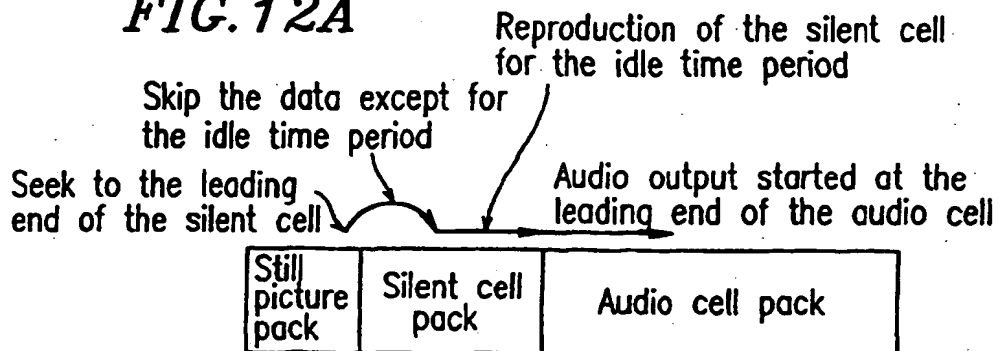 FIG. 12A
Reproduction of the silent cell
for the idle time period
Skip the data except for
the idle time period
Seek to the leading
end of the silent cell
Audio output started at the
leading end of the audio cell
Still
picture
pack
Silent cell
pack
Audio cell pack